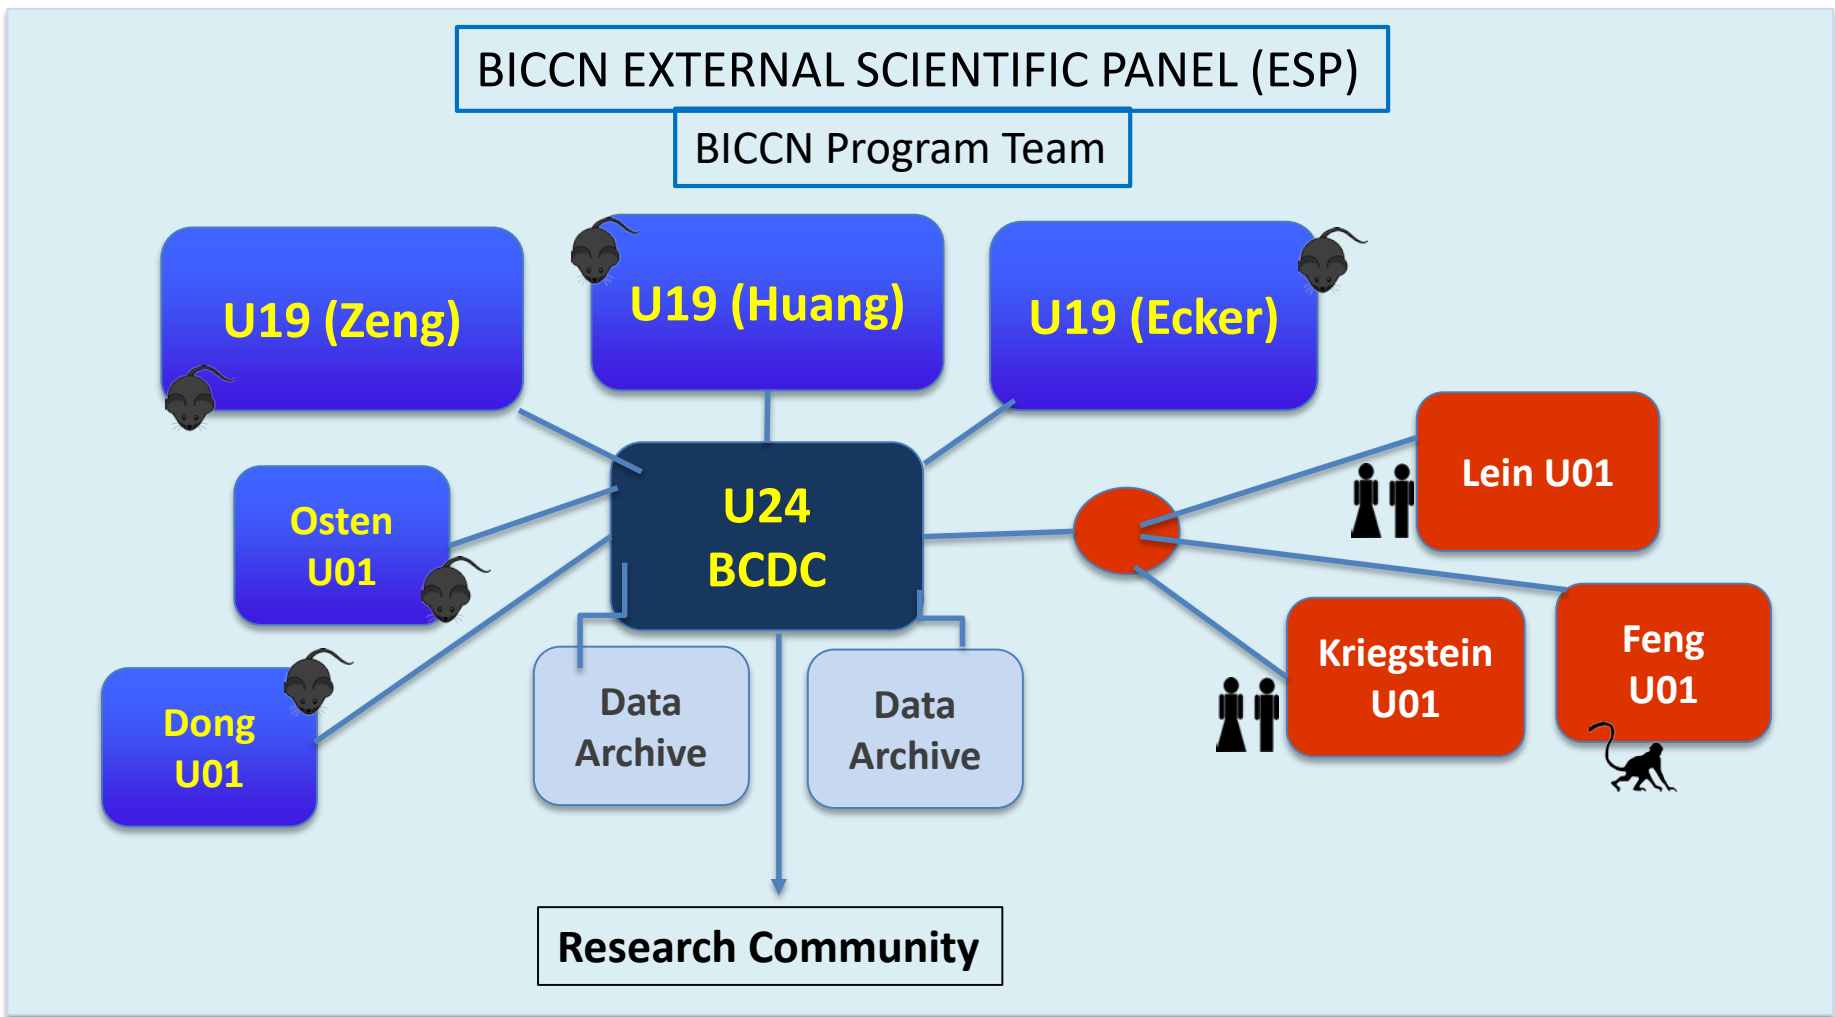 BICCN EXTERNAL SCIENTIFIC PANEL (ESP)
BICCN Program Team
U19 (Zeng)
U19 (Huang)
U19 (Ecker)
Osten
U01
U24
BCDC
Lein U01
Dong
U01
Data
Archive
Data
Archive
Kriegstein
U01
Feng
U01
Research Community